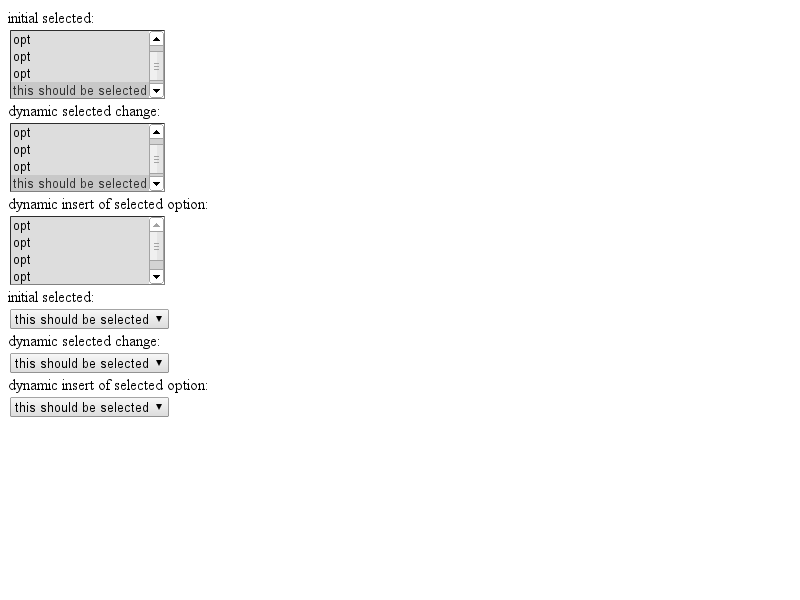 initial selected:
opt
opt
opt
this should be selected
dynamic selected change:
opt
opt
opt
this should be selected
dynamic insert of selected option:
opt
opt
opt
opt
initial selected:
this should be selected
dynamic selected change:
this should be selected
dynamic insert of selected option:
this should be selected